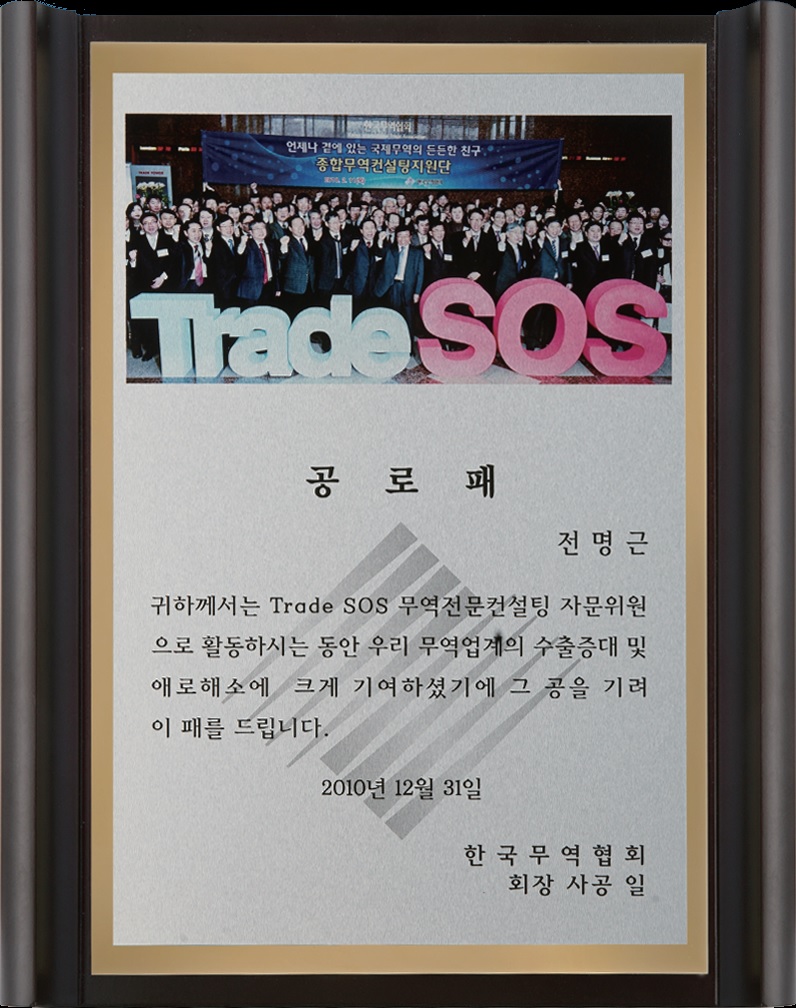 한국무역협회
언제나 곁에 있는 국제무역의 든든한 친구
종합무역컨설팅지원단
Trade SOS
공 로 패
전 명 근
귀하께서는 Trade SOS 무역전문컨설팅 자문위원
으로 활동하시는 동안 우리 무역업계의 수출증대 및
애로해소에 크게 기여하셨기에 그 공을 기려
이 패를 드립니다.
2010년 12월 31일
한 국 무 역 협 회
회장 사공 일